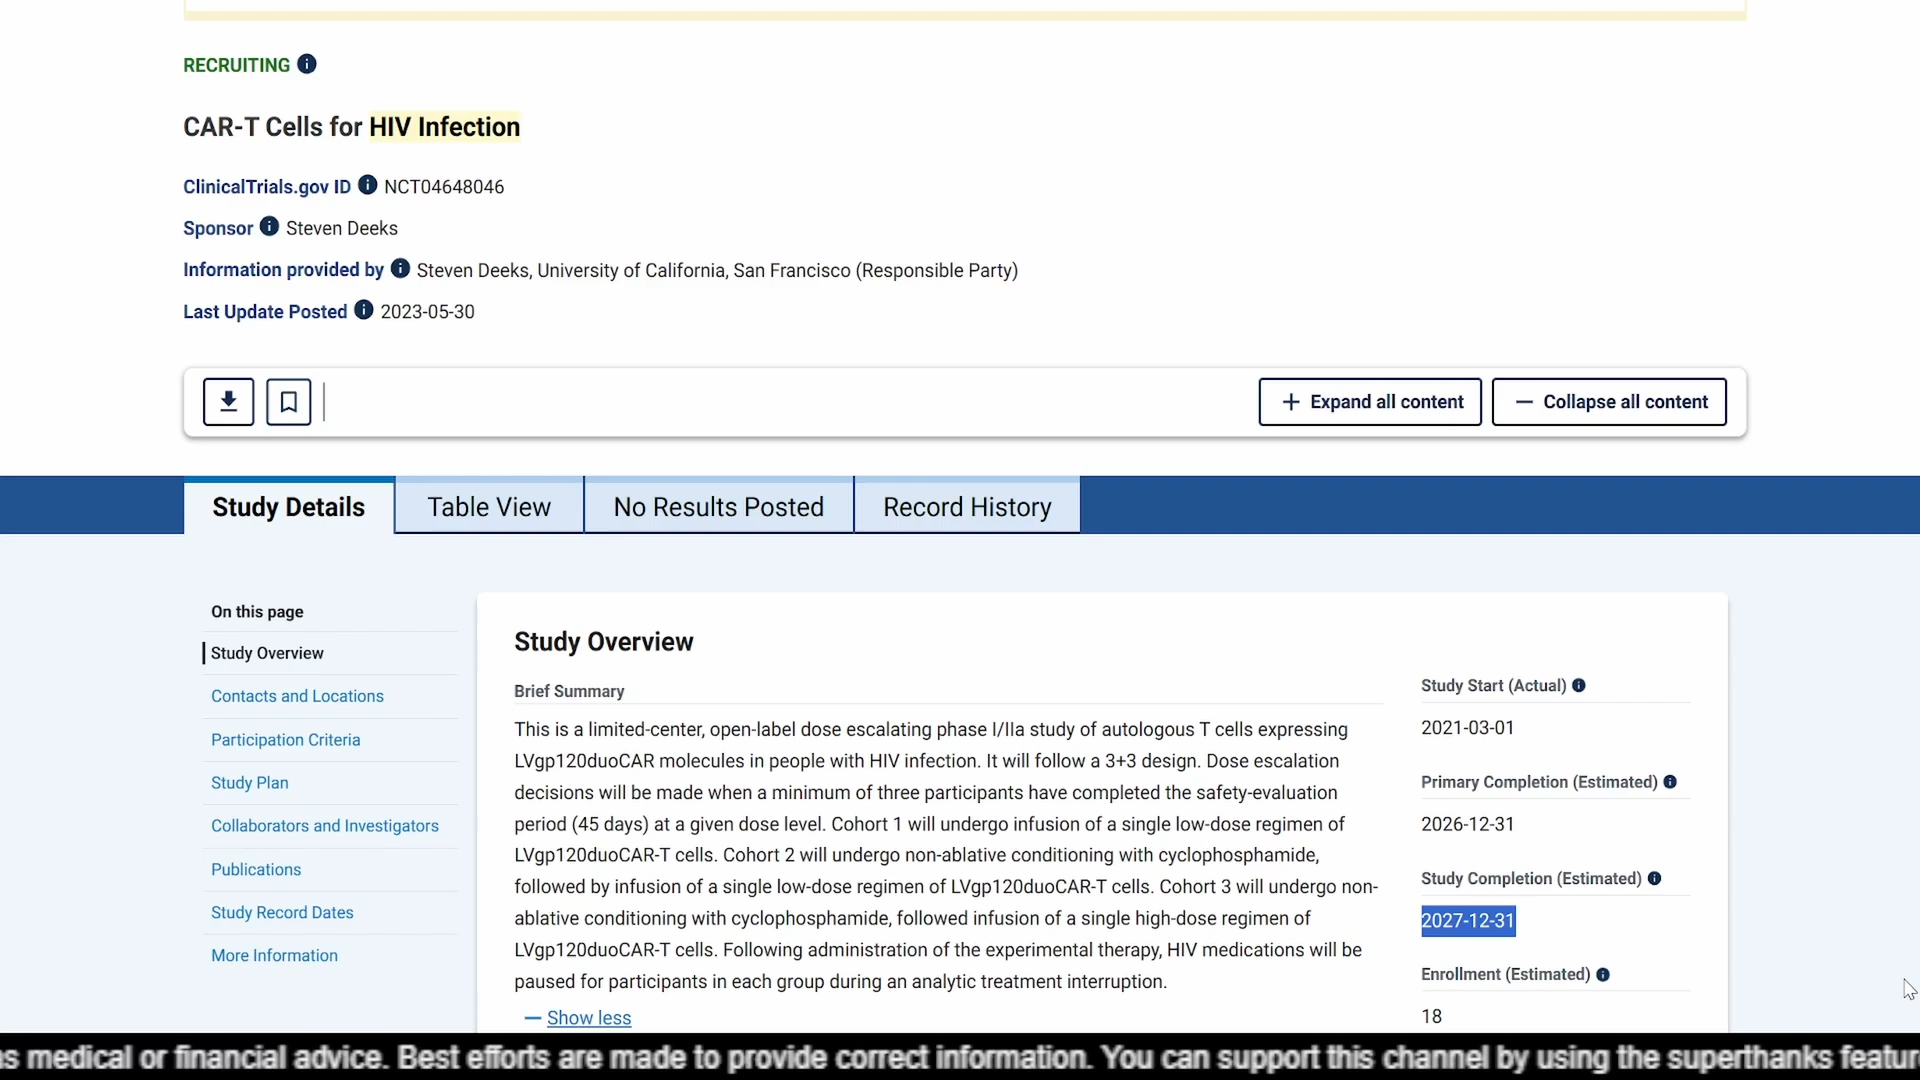 RECRUITING
CAR-T Cells for HIV Infection
ClinicalTrials.gov ID NCT04648046
Sponsor Steven Deeks
Information provided by Steven Deeks, University of California, San Francisco (Responsible Party)
Last Update Posted 2023-05-30
Expand all content
Collapse all content
Study Details
Table View
No Results Posted
Record History
On this page
Study Overview
Contacts and Locations
Participation Criteria
Study Plan
Collaborators and Investigators
Publications
Study Record Dates
More Information
Study Overview
Brief Summary
This is a limited-center, open-label dose escalating phase I/IIa study of autologous T cells expressing
LVgp120duoCAR molecules in people with HIV infection. It will follow a 3+3 design. Dose escalation
decisions will be made when a minimum of three participants have completed the safety-evaluation
period (45 days) at a given dose level. Cohort 1 will undergo infusion of a single low-dose regimen of
LVgp120duoCAR-T cells. Cohort 2 will undergo non-ablative conditioning with cyclophosphamide,
followed by infusion of a single low-dose regimen of LVgp120duoCAR-T cells. Cohort 3 will undergo non-
ablative conditioning with cyclophosphamide, followed infusion of a single high-dose regimen of
LVgp120duoCAR-T cells. Following administration of the experimental therapy, HIV medications will be
paused for participants in each group during an analytic treatment interruption.
Show less
Study Start (Actual)
2021-03-01
Primary Completion (Estimated)
2026-12-31
Study Completion (Estimated)
2027-12-31
Enrollment (Estimated)
18
medical or financial advice. Best efforts are made to provide correct information. You can support this channel by using the superthanks